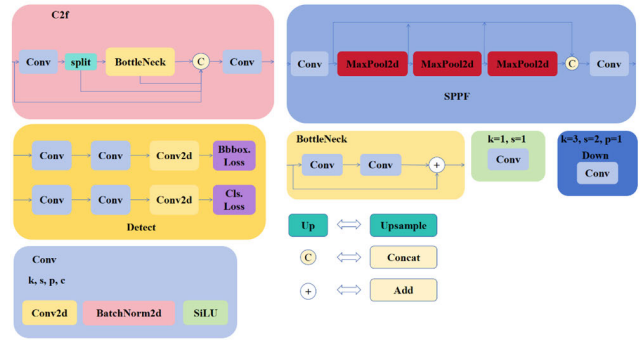 C2f
Conv
split
BottleNeck
C
Conv
Conv
MaxPool2d
MaxPool2d
MaxPool2d
C
Conv
SPPF
Conv
Conv
Conv2d
Bbbox.
Loss
Conv
Conv
Conv2d
Cls.
Loss
Detect
BottleNeck
Conv
Conv
+
k=1, s=1
Conv
k=3, s=2, p=1
Down
Conv
Up
Upsample
C
Concat
+
Add
Conv
k, s, p, c
Conv2d
BatchNorm2d
SiLU